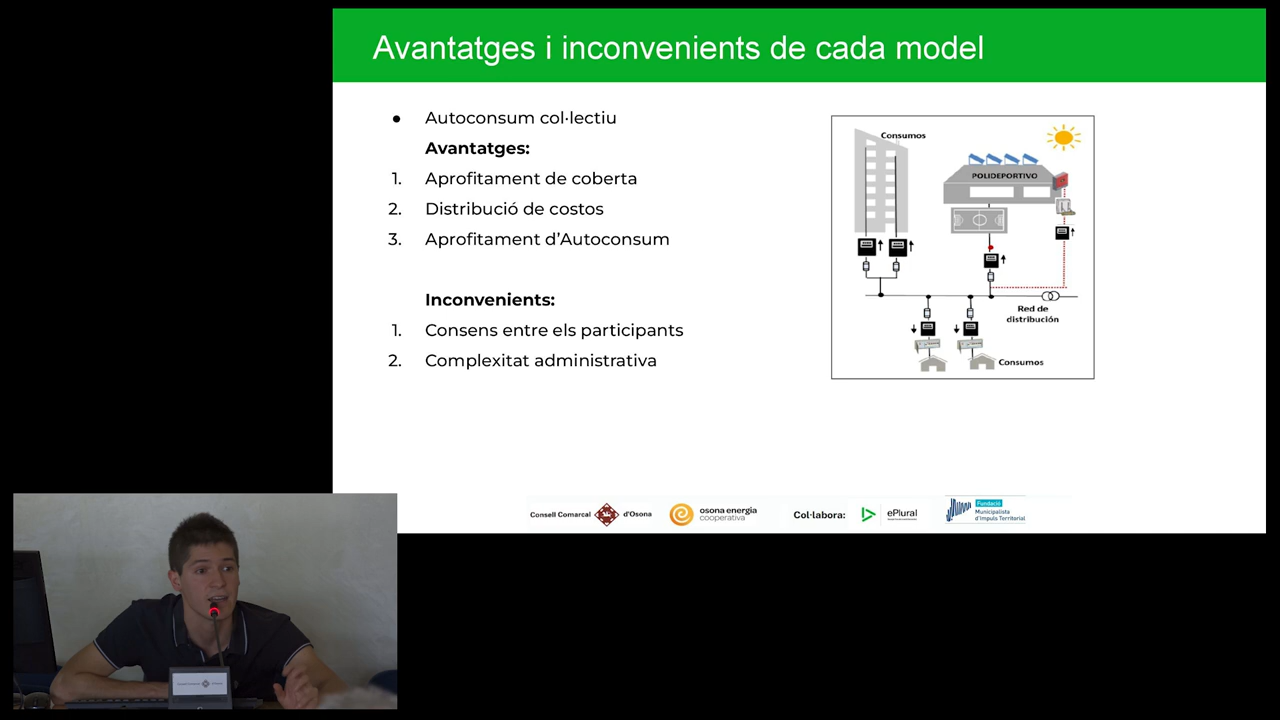 Avantatges i inconvenients de cada model
● Autoconsum col·lectiu
Avantatges:
1. Aprofitament de coberta
2. Distribució de costos
3. Aprofitament d'Autoconsum
Inconvenients:
1. Consens entre els participants
2. Complexitat administrativa
Consumos
POLIDEPORTIVO
Red de
distribución
Consumos
Consell Comarcal d'Osona
osona energia
cooperativa
Col·labora:
ePlural
Fundació
Municipalista
d'Impuls Territorial